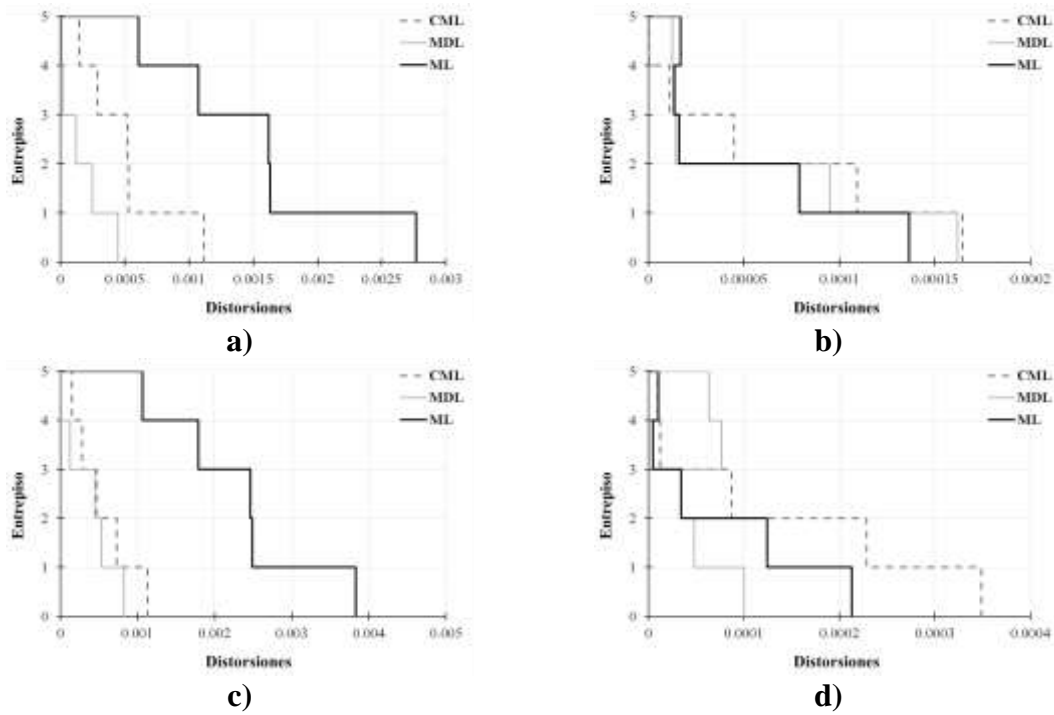 5
4
3
2
1
0
Entrepiso
CML
MDL
ML
0 0.0005 0.001 0.0015 0.002 0.0025 0.003
Distorsiones
a)
5
4
3
2
1
0
Entrepiso
CML
MDL
ML
0 0.00005 0.0001 0.00015 0.0002
Distorsiones
b)
5
4
3
2
1
0
Entrepiso
CML
MDL
ML
0 0.001 0.002 0.003 0.004 0.005
Distorsiones
c)
5
4
3
2
1
0
Entrepiso
CML
MDL
ML
0 0.0001 0.0002 0.0003 0.0004
Distorsiones
d)